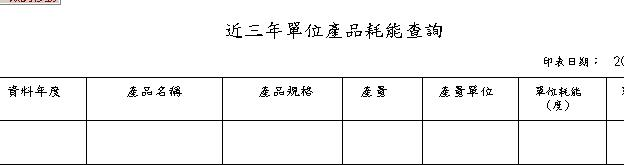 近三年單位產品耗能查詢
印表日期： 20
資料年度 產品名稱 產品規格 產量 產量單位 單位耗能
（度）